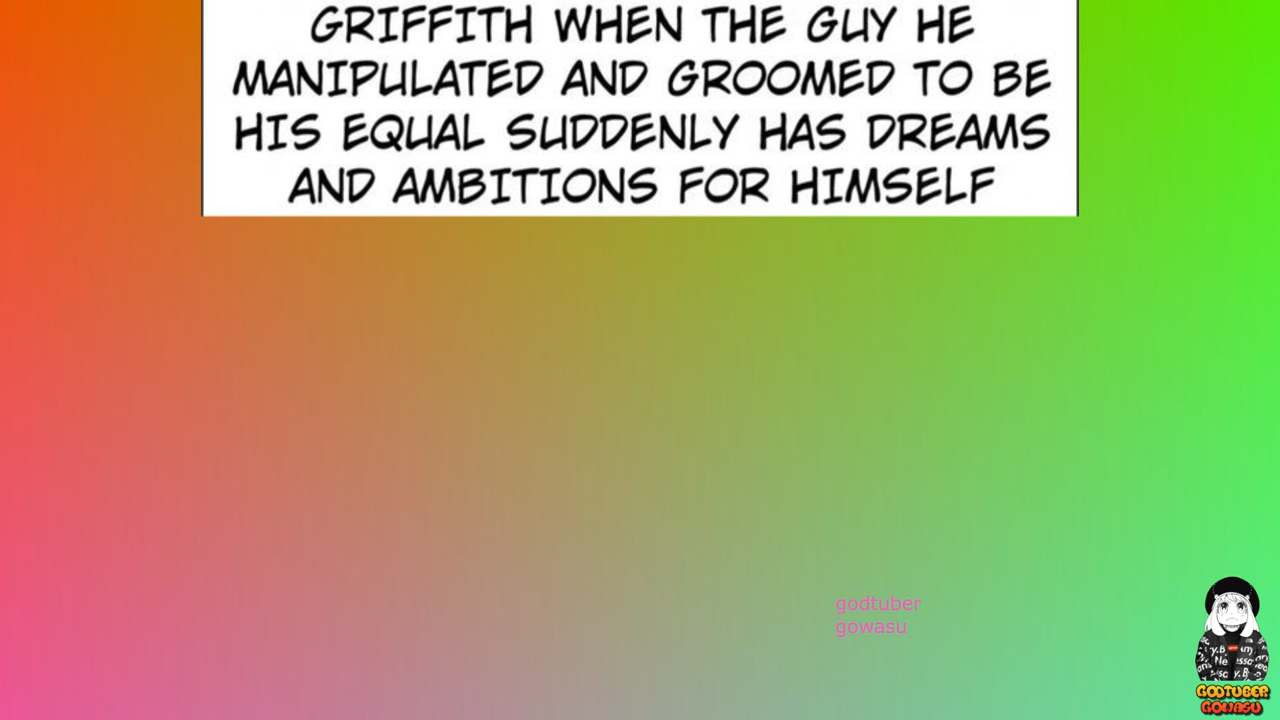 GRIFFITH WHEN THE GUY HE
MANIPULATED AND GROOMED TO BE
HIS EQUAL SUDDENLY HAS DREAMS
AND AMBITIONS FOR HIMSELF
godtuber
gowasu
GODTUBER
GOWASU